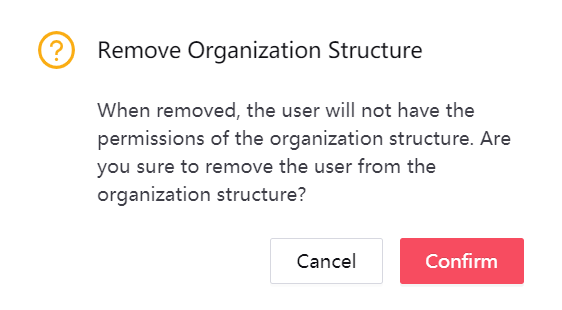 Remove Organization Structure
When removed, the user will not have the
permissions of the organization structure. Are
you sure to remove the user from the
organization structure?
Cancel
Confirm